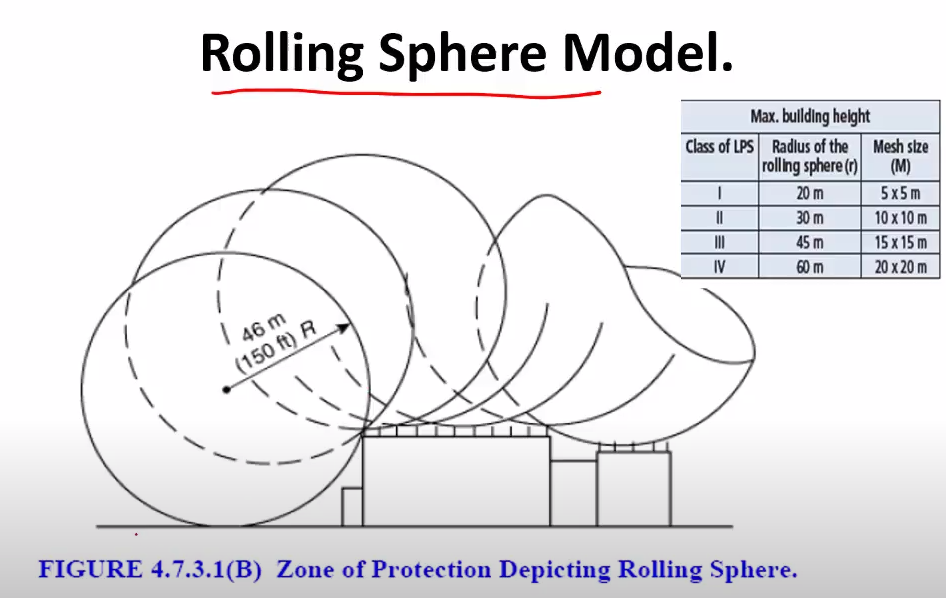 Rolling Sphere Model.
Max. building height
Class of LPS
Radius of the
rolling sphere (r)
Mesh size
(M)
I
20 m
5 x 5 m
II
30 m
10 x 10 m
III
45 m
15 x 15 m
IV
60 m
20 x 20 m
46 m
(150 ft) R
FIGURE 4.7.3.1(B) Zone of Protection Depicting Rolling Sphere.